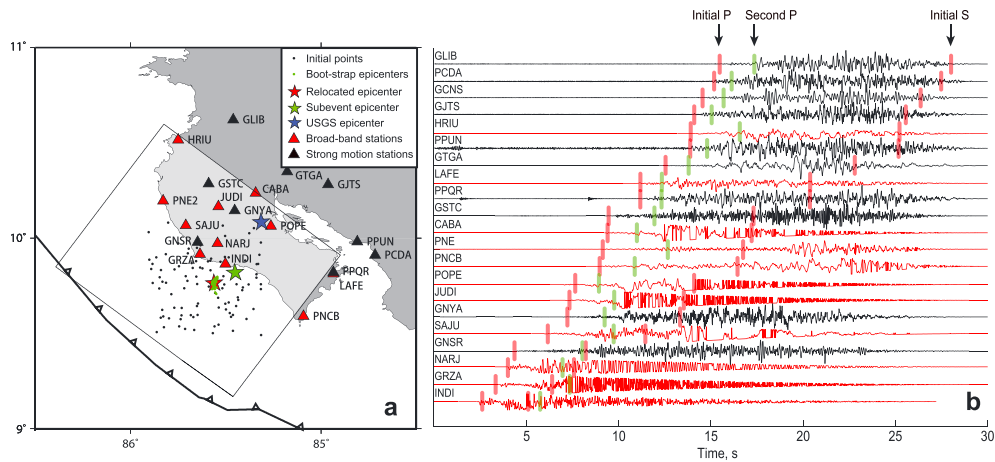 11°
10°
9°
86°
85°
Initial points
Boot-strap epicenters
Relocated epicenter
Subevent epicenter
USGS epicenter
Broad-band stations
Strong motion stations
GLIB
HRIU
GTGA
GJTS
GSTC
CABA
JUDI
PNE2
GNYA
SAJU
POPE
GNSR
NARJ
PPUN
GRZA
INDI
PCDA
PPQR
LAFE
PNCB
a
Initial P
Second P
Initial S
GLIB
PCDA
GCNS
GJTS
HRIU
PPUN
GTGA
LAFE
PPQR
GSTC
CABA
PNE
PNCB
POPE
JUDI
GNYA
SAJU
GNSR
NARJ
GRZA
INDI
b
5 10 15 20 25 30
Time, s